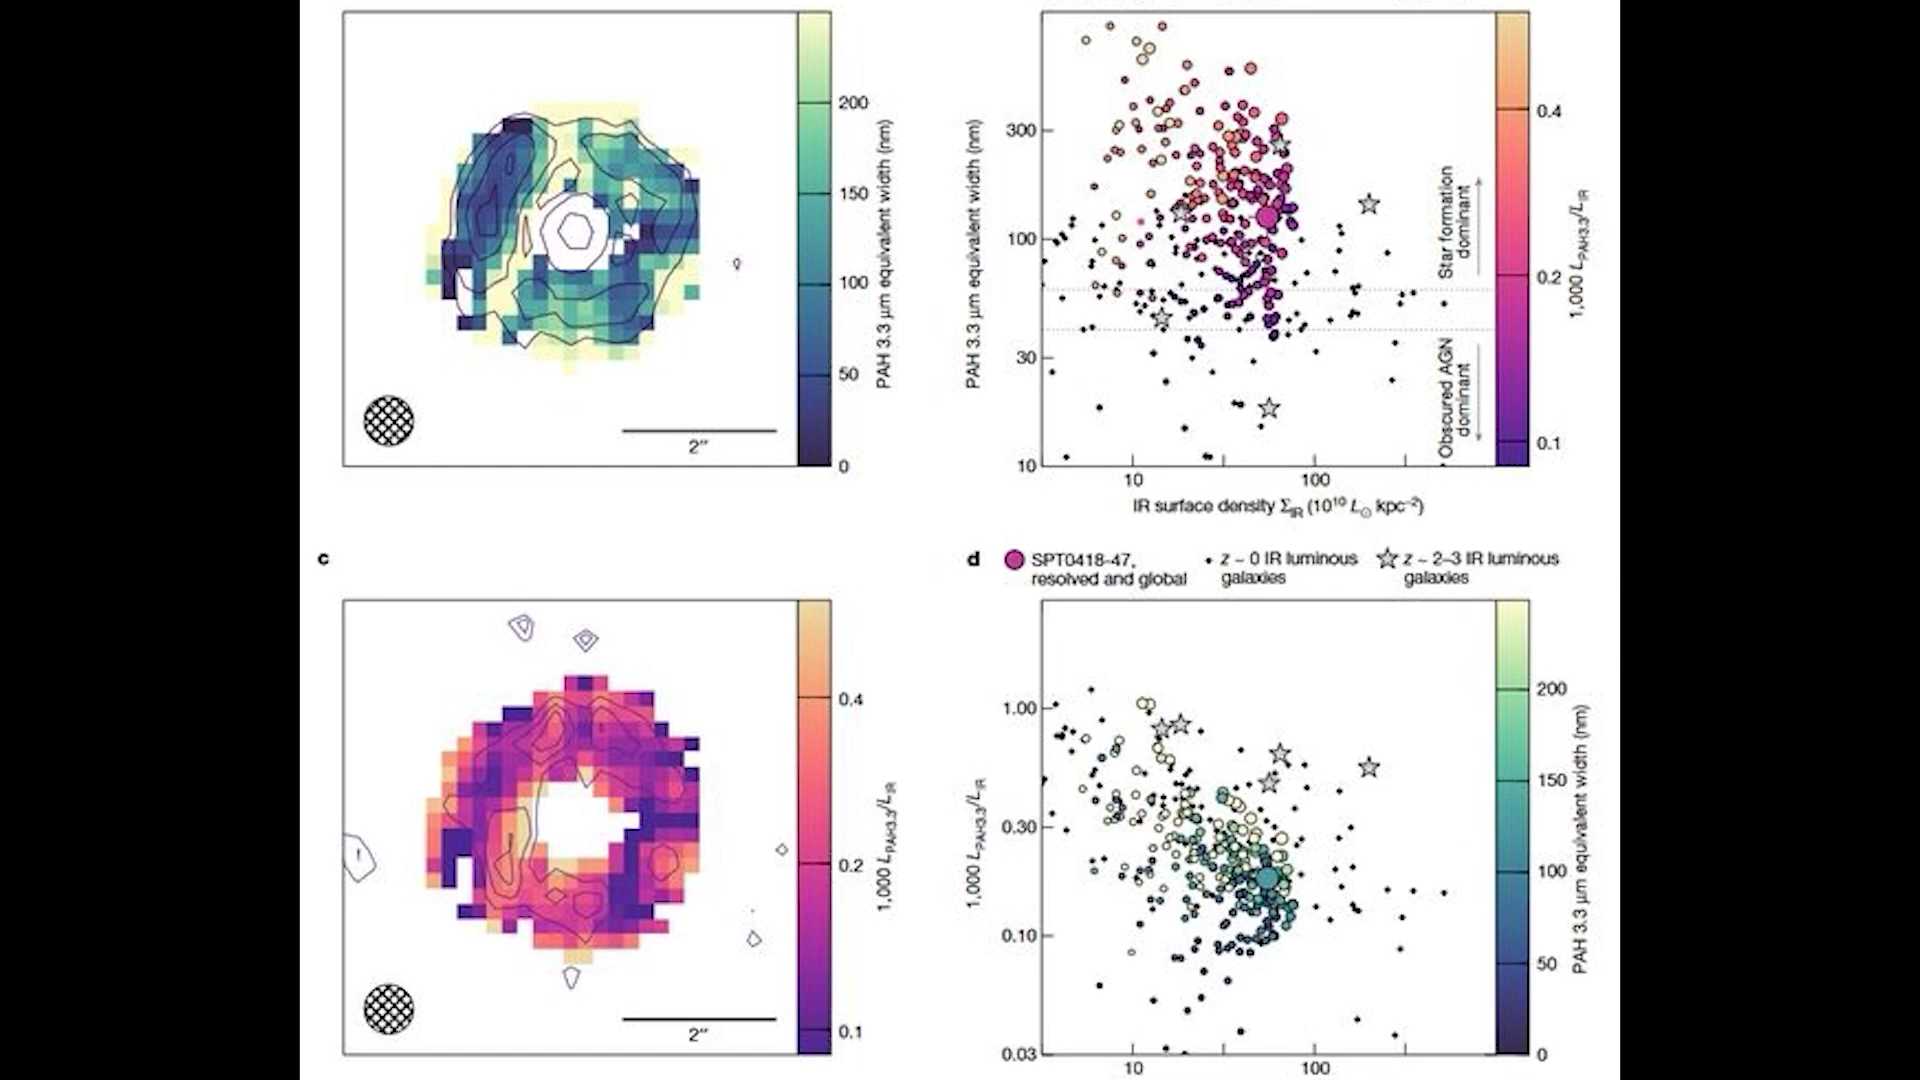 200
150
100
50
0
PAH 3.3 μm equivalent width (nm)
2″
300
100
30
10
PAH 3.3 μm equivalent width (nm)
Star formation
dominant
Obscured AGN
dominant
0.4
0.2
0.1
1,000 L_PAH3.3/L_IR
10
100
IR surface density Σ_IR (10¹⁰ L_⊙ kpc⁻²)
c
0.4
0.2
0.1
1,000 L_PAH3.3/L_IR
2″
d
SPT0418-47,
resolved and global
z ~ 0 IR luminous
galaxies
z ~ 2–3 IR luminous
galaxies
1.00
0.30
0.10
0.03
1,000 L_PAH3.3/L_IR
200
150
100
50
0
PAH 3.3 μm equivalent width (nm)
10
100